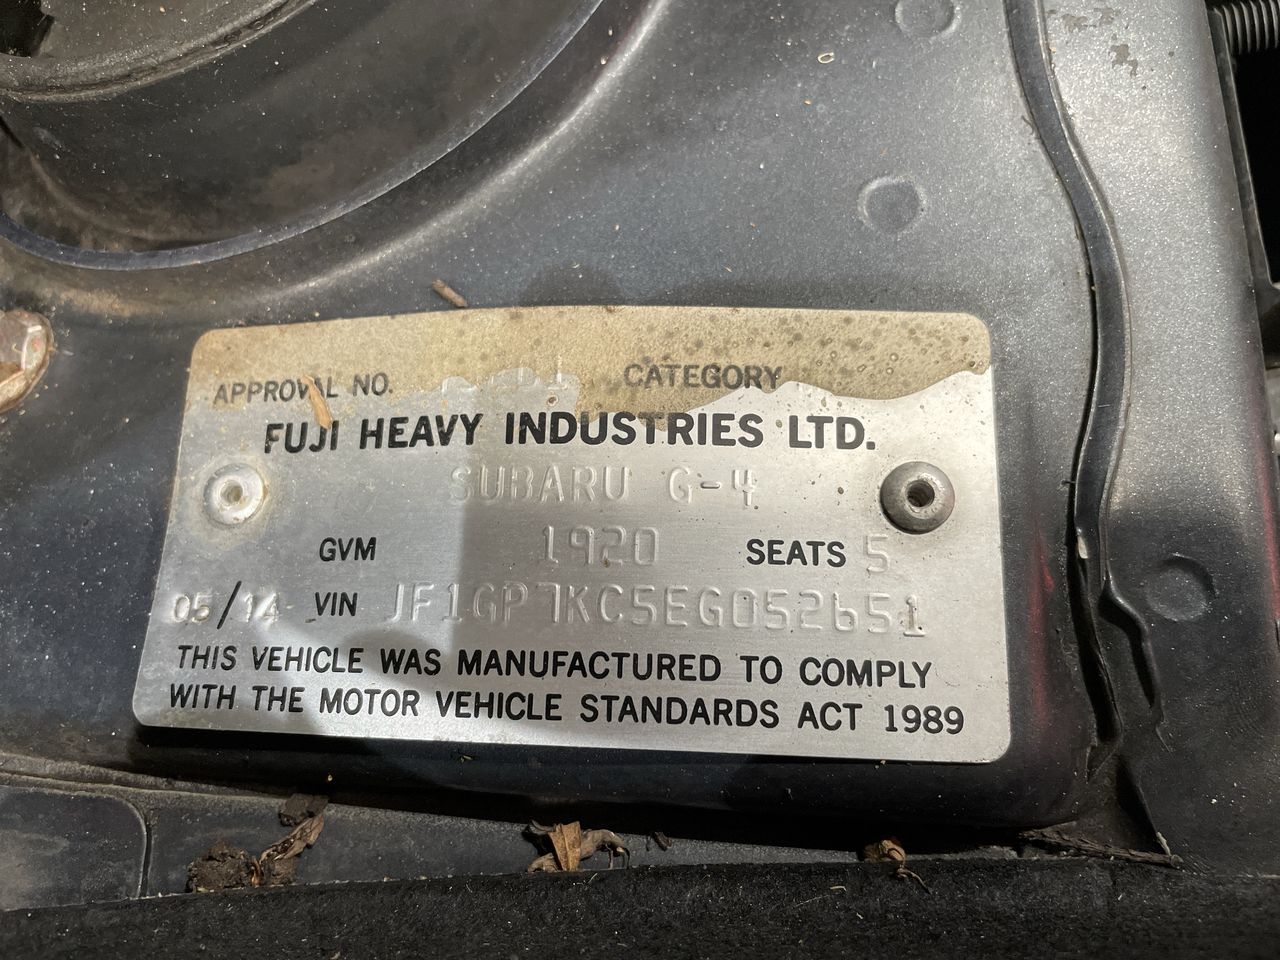 APPROVAL NO. CATEGORY
FUJI HEAVY INDUSTRIES LTD.
SUBARU G-4
GVM 1920 SEATS 5
05/14 VIN JF1GP7KC5EG052651
THIS VEHICLE WAS MANUFACTURED TO COMPLY
WITH THE MOTOR VEHICLE STANDARDS ACT 1989